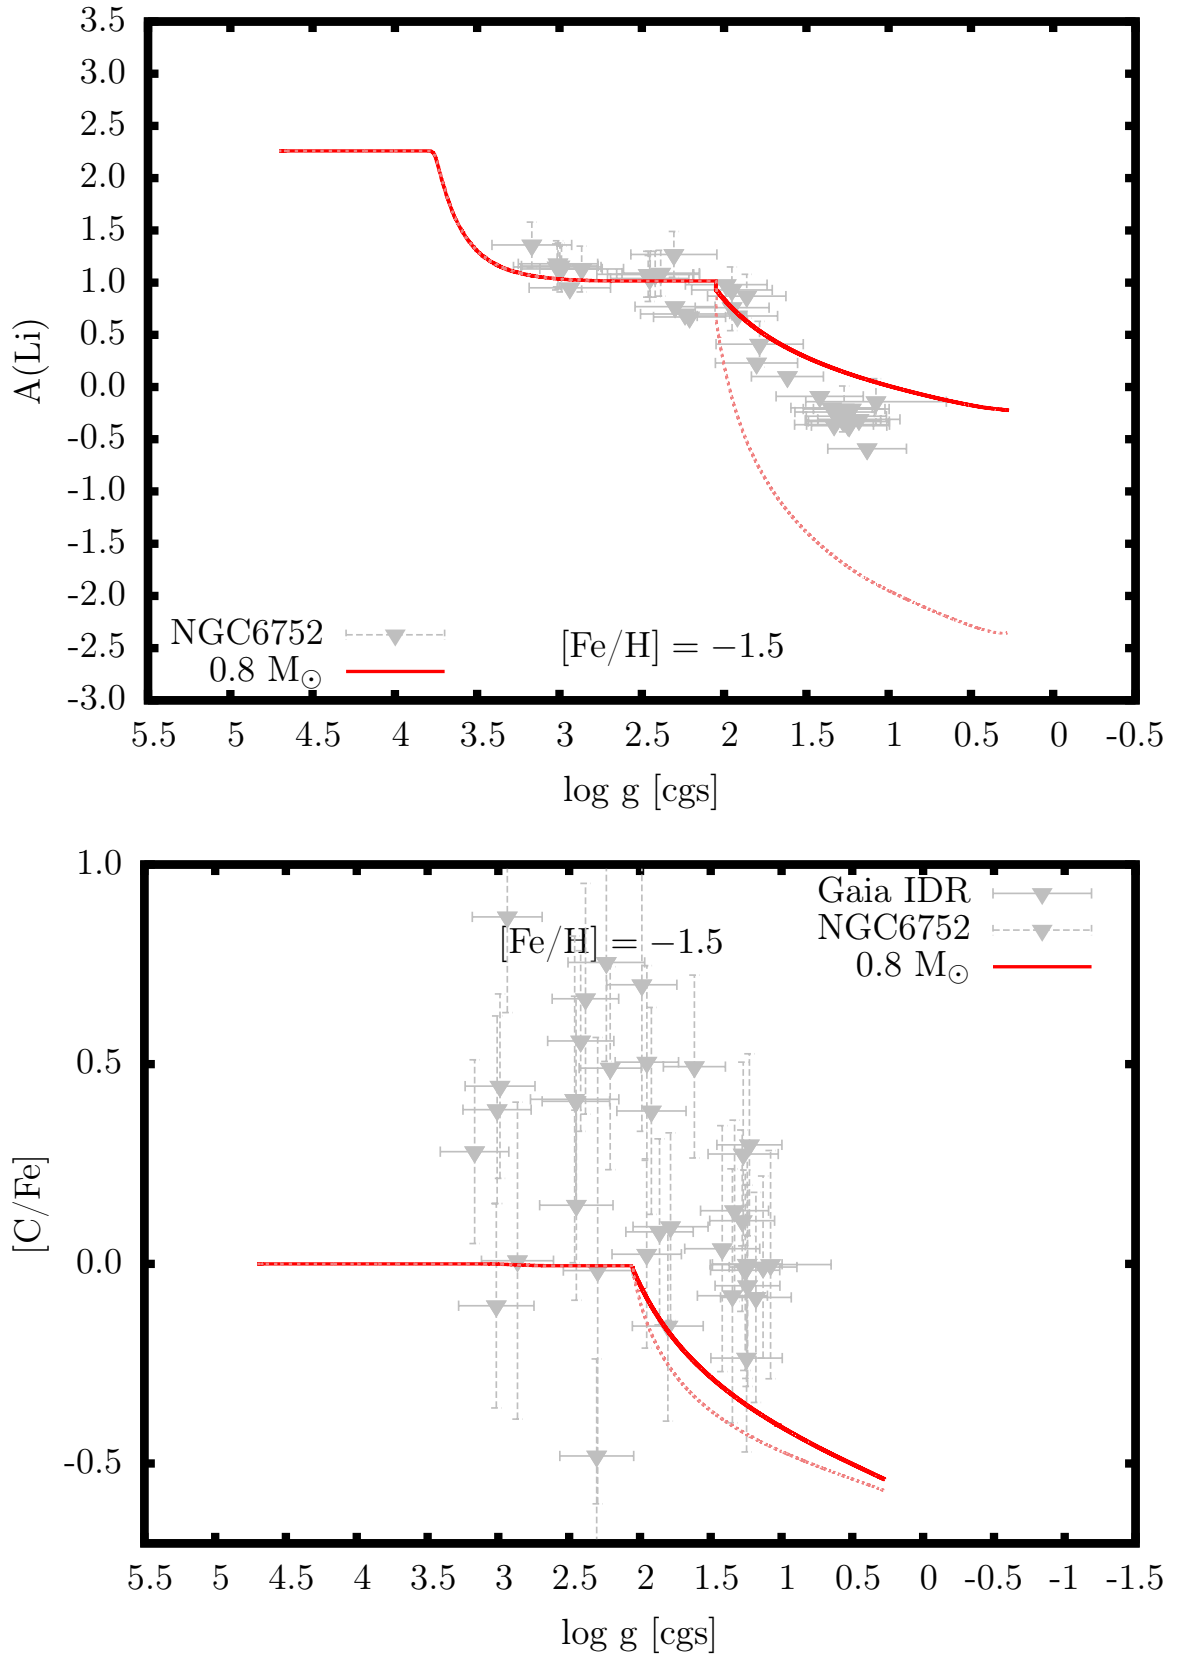 3.5
3.0
2.5
2.0
1.5
1.0
0.5
0.0
-0.5
-1.0
-1.5
-2.0
-2.5
-3.0
A(Li)
NGC6752
0.8 M☉
[Fe/H] = −1.5
5.5 5 4.5 4 3.5 3 2.5 2 1.5 1 0.5 0 -0.5
log g [cgs]
1.0
0.5
0.0
-0.5
[C/Fe]
Gaia IDR
NGC6752
0.8 M☉
[Fe/H] = −1.5
5.5 5 4.5 4 3.5 3 2.5 2 1.5 1 0.5 0 -0.5 -1 -1.5
log g [cgs]